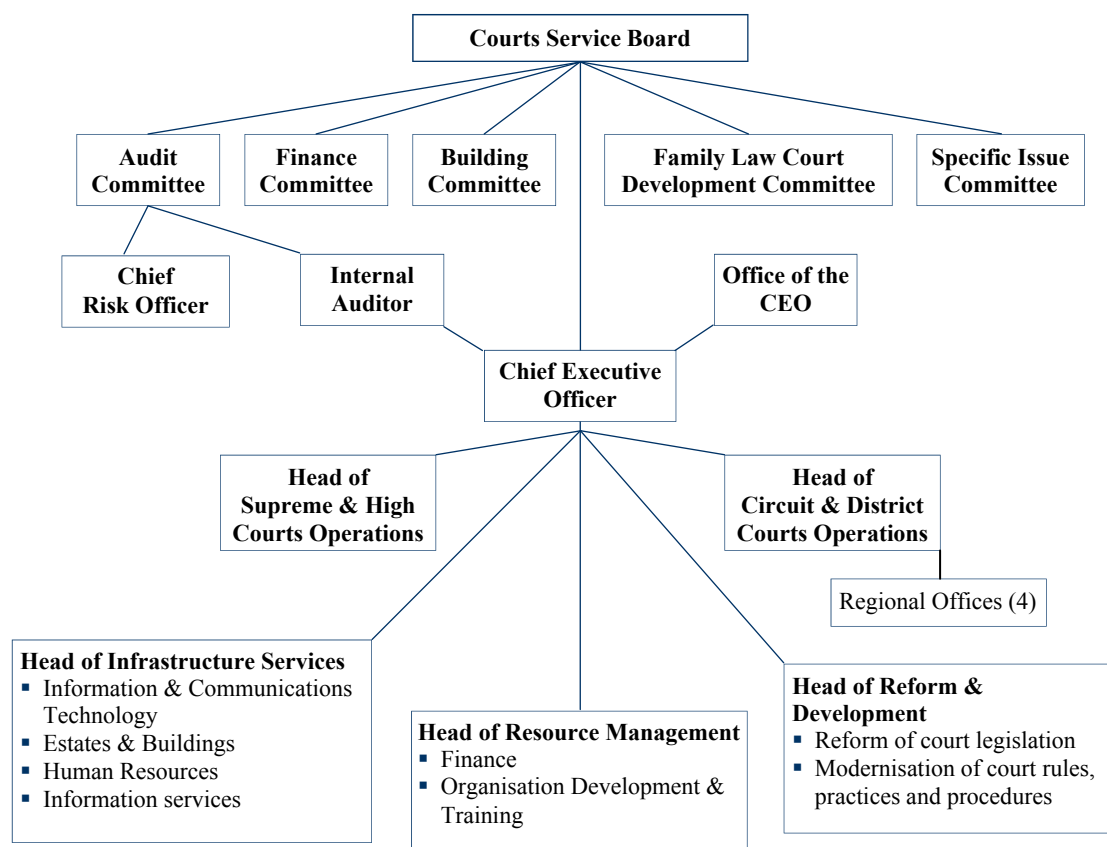 Courts Service Board
Audit
Committee
Finance
Committee
Building
Committee
Family Law Court
Development Committee
Specific Issue
Committee
Chief
Risk Officer
Internal
Auditor
Office of the
CEO
Chief Executive
Officer
Head of
Supreme & High
Courts Operations
Head of
Circuit & District
Courts Operations
Regional Offices (4)
Head of Infrastructure Services
▪ Information & Communications
Technology
▪ Estates & Buildings
▪ Human Resources
▪ Information services
Head of Resource Management
▪ Finance
▪ Organisation Development &
Training
Head of Reform &
Development
▪ Reform of court legislation
▪ Modernisation of court rules,
practices and procedures